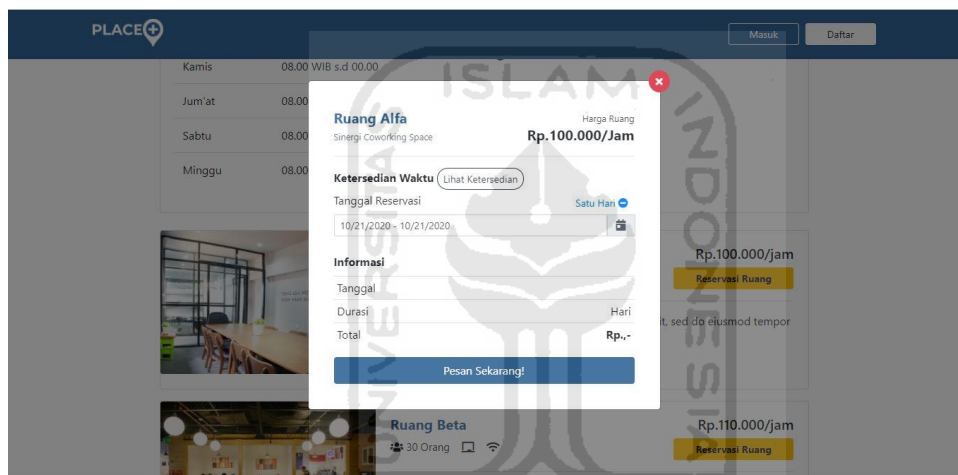 PLACE
Masuk
Daftar
Kamis 08.00 WIB s.d 00.00
Jum'at 08.00
Sabtu 08.00
Minggu 08.00
Ruang Alfa
Harga Ruang
Sinergi Coworking Space
Rp.100.000/Jam
Ketersedian Waktu
Lihat Ketersedian
Tanggal Reservasi
Satu Hari
10/21/2020 - 10/21/2020
Informasi
Tanggal
Durasi Hari
Total Rp.,-
Pesan Sekarang!
Rp.100.000/jam
Reservasi Ruang
it, sed do eiusmod tempor
Ruang Beta
30 Orang
Rp.110.000/jam
Reservasi Ruang
UNIVERSITAS
ISLAM
INDONESIA